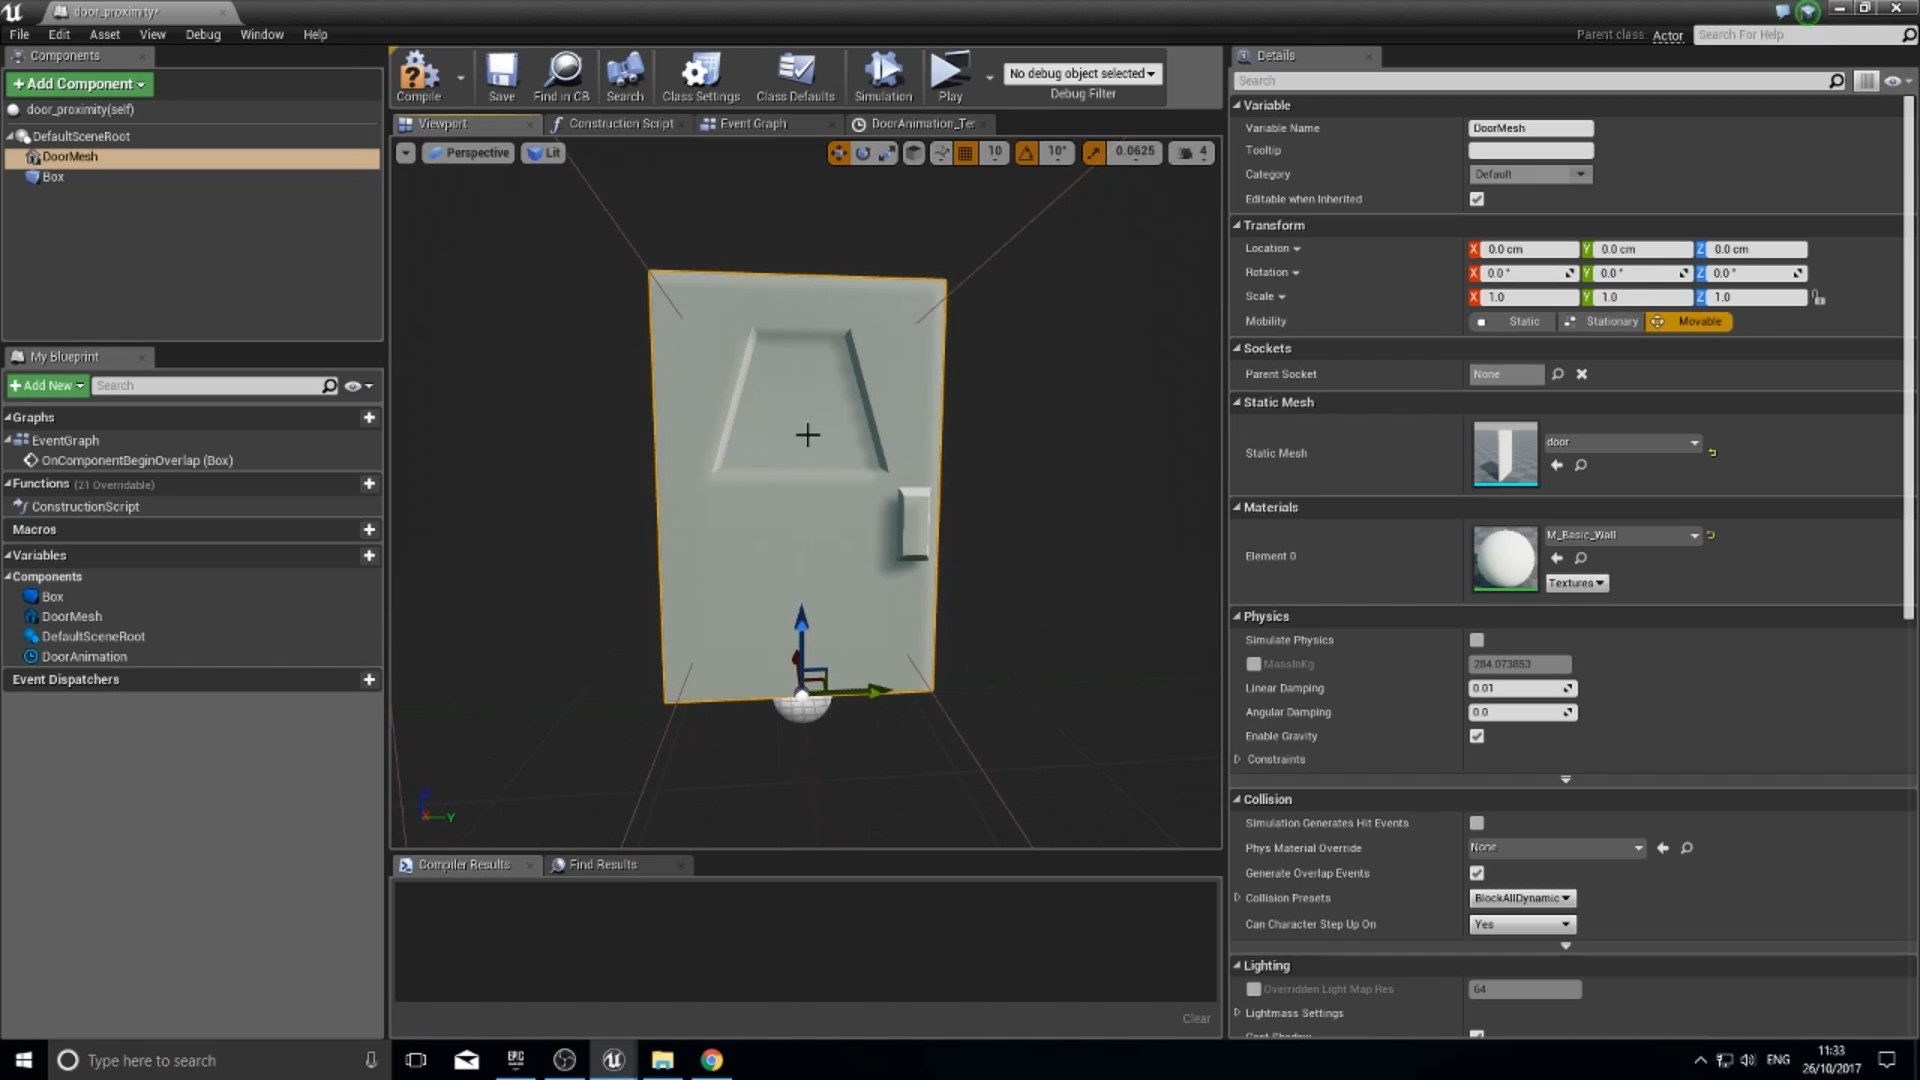 door_proximity*
File Edit Asset View Debug Window Help
Parent class: Actor
Search For Help
Components
+Add Component
door_proximity(self)
DefaultSceneRoot
DoorMesh
Box
My Blueprint
+Add New
Search
Graphs
EventGraph
OnComponentBeginOverlap (Box)
Functions (21 Overridable)
ConstructionScript
Macros
Variables
Components
Box
DoorMesh
DefaultSceneRoot
DoorAnimation
Event Dispatchers
Compile Save Find in CB Search Class Settings Class Defaults Simulation Play
No debug object selected
Debug Filter
Viewport Construction Script Event Graph DoorAnimation_Te
Perspective Lit
10 10° 0.0625 4
Y
Compiler Results Find Results
Clear
Details
Search
Variable
Variable Name DoorMesh
Tooltip
Category Default
Editable when Inherited
Transform
Location X 0.0 cm Y 0.0 cm Z 0.0 cm
Rotation X 0.0 ° Y 0.0 ° Z 0.0 °
Scale X 1.0 Y 1.0 Z 1.0
Mobility Static Stationary Movable
Sockets
Parent Socket None
Static Mesh
Static Mesh door
Materials
Element 0 M_Basic_Wall
Textures
Physics
Simulate Physics
MassInKg 284.073853
Linear Damping 0.01
Angular Damping 0.0
Enable Gravity
Constraints
Collision
Simulation Generates Hit Events
Phys Material Override None
Generate Overlap Events
Collision Presets BlockAllDynamic
Can Character Step Up On Yes
Lighting
Overridden Light Map Res 64
Lightmass Settings
Cast Shadow
Type here to search
EPIC
ENG
11:33
26/10/2017